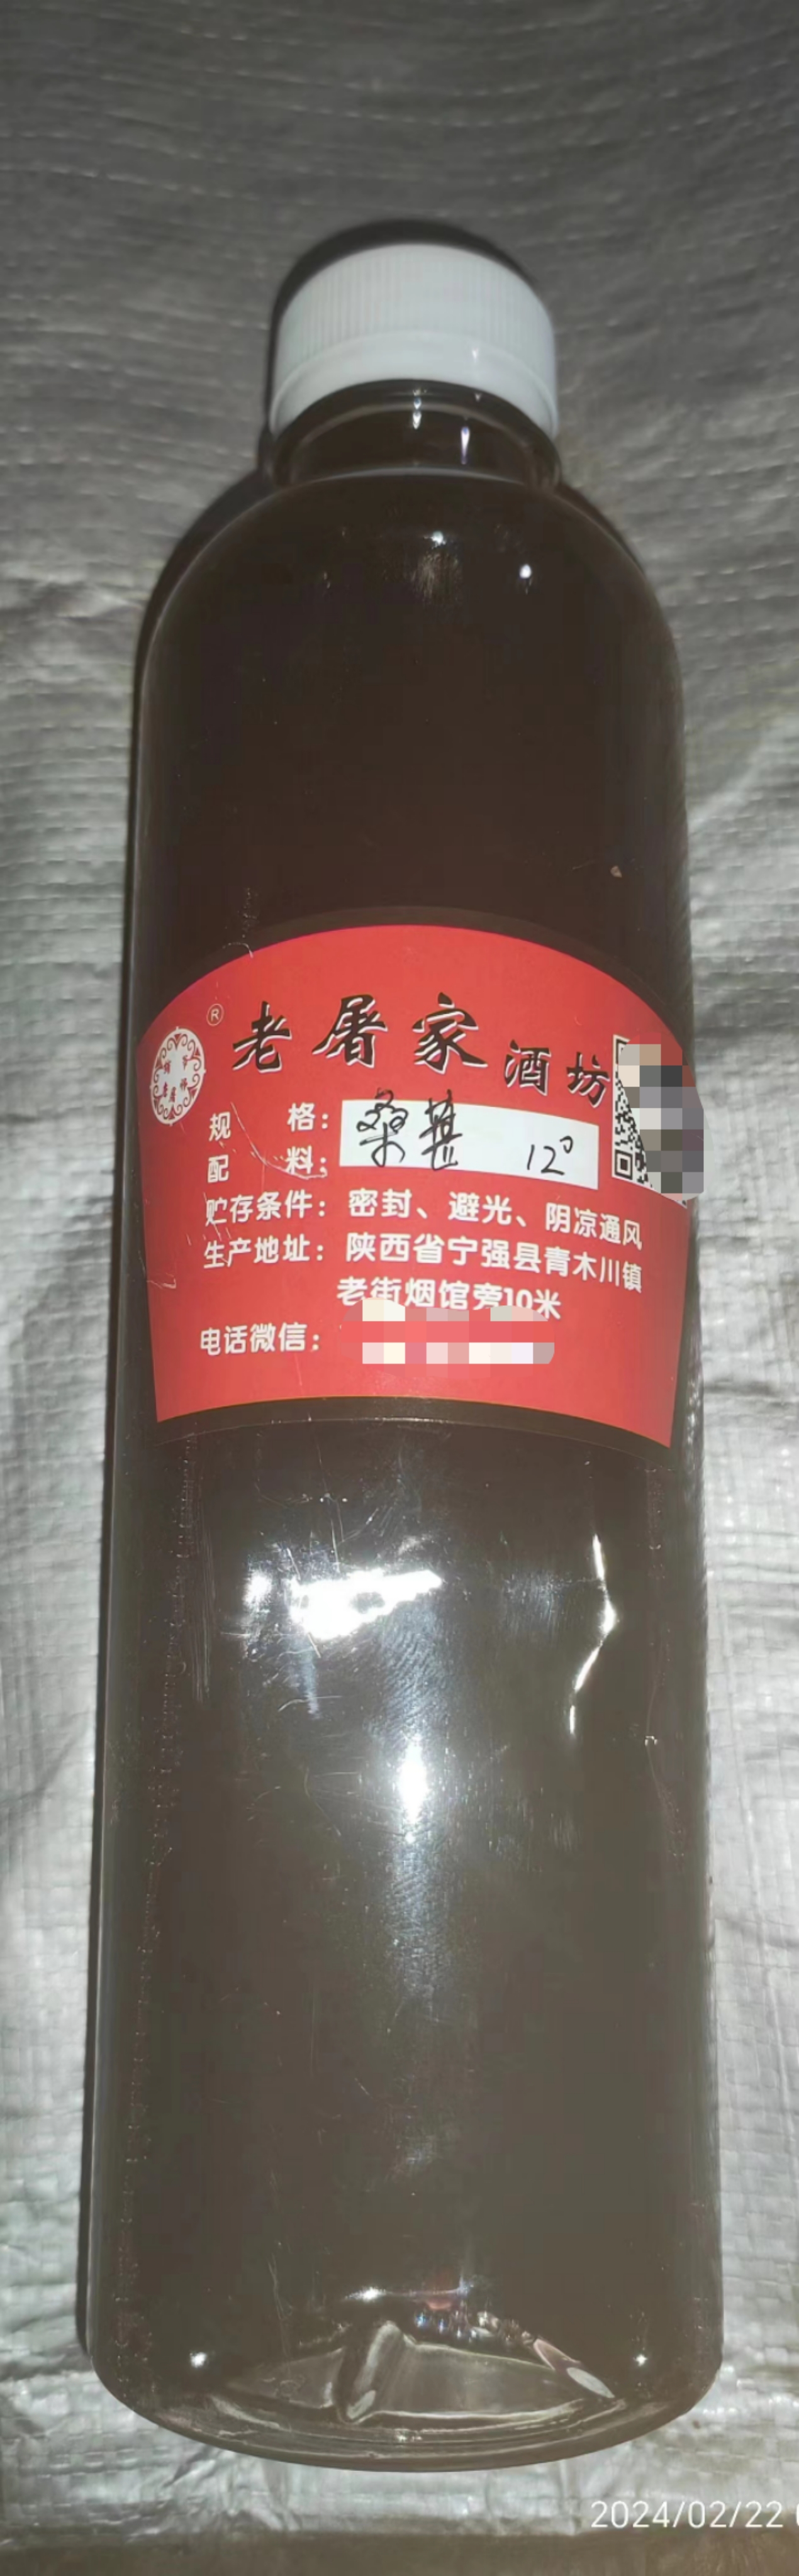 ®
老屠家酒坊
规格：桑葚 12°
配料：
贮存条件：密封、避光、阴凉通风
生产地址：陕西省宁强县青木川镇
老街烟馆旁10米
电话微信：
2024/02/22